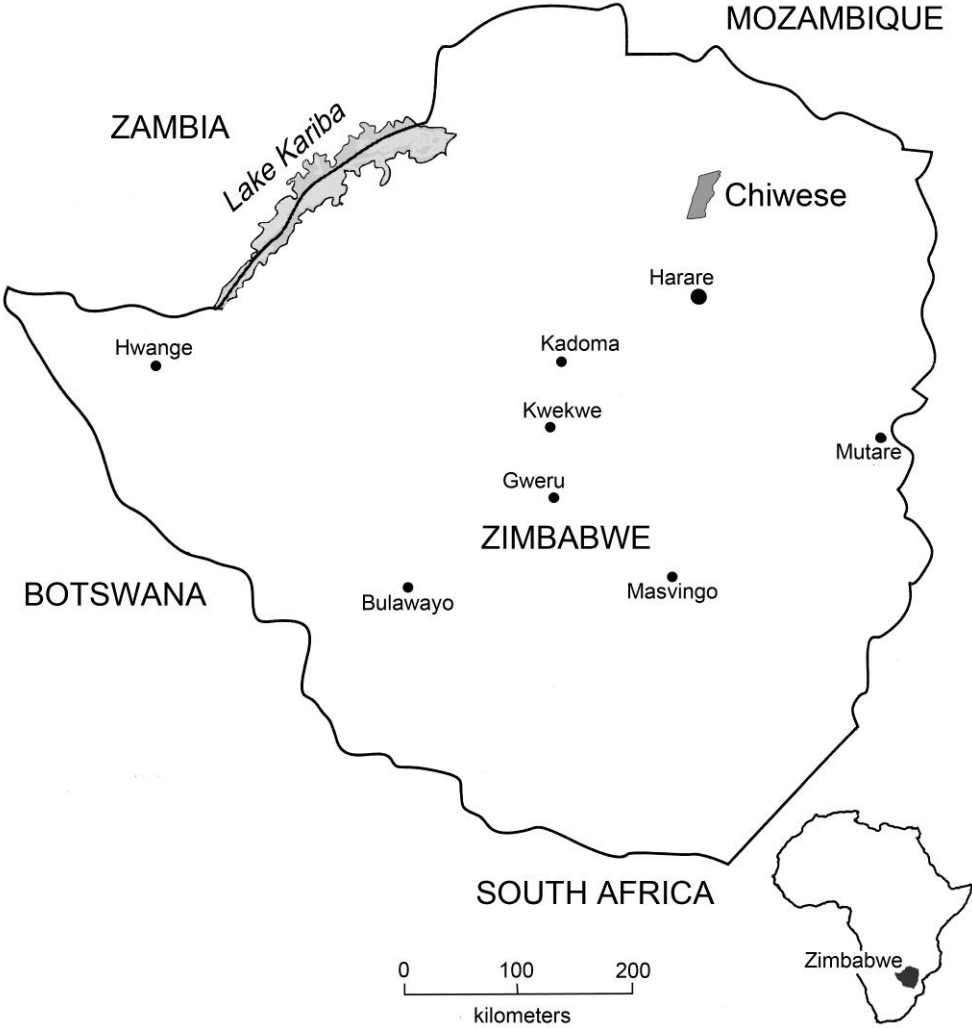 MOZAMBIQUE
ZAMBIA
Lake Kariba
Chiwese
Harare
Hwange
Kadoma
Kwekwe
Mutare
Gweru
ZIMBABWE
BOTSWANA
Bulawayo
Masvingo
SOUTH AFRICA
Zimbabwe
0 100 200
kilometers